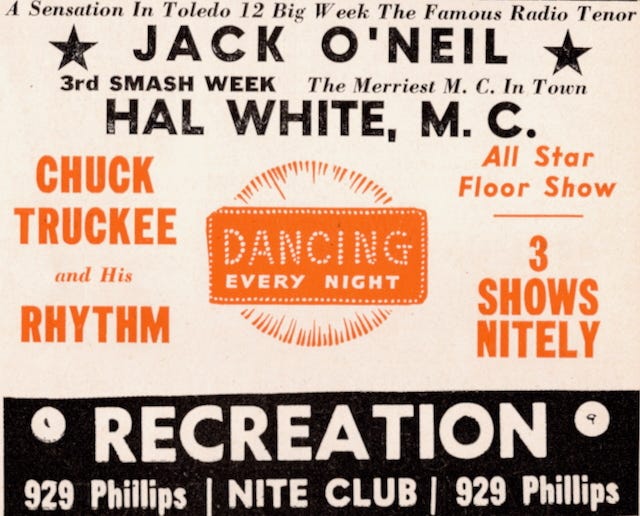 A Sensation In Toledo 12 Big Week The Famous Radio Tenor
JACK O'NEIL
3rd SMASH WEEK The Merriest M. C. In Town
HAL WHITE, M. C.
CHUCK
TRUCKEE
and His
RHYTHM
DANCING
EVERY NIGHT
All Star
Floor Show
3
SHOWS
NITELY
RECREATION
929 Phillips | NITE CLUB | 929 Phillips